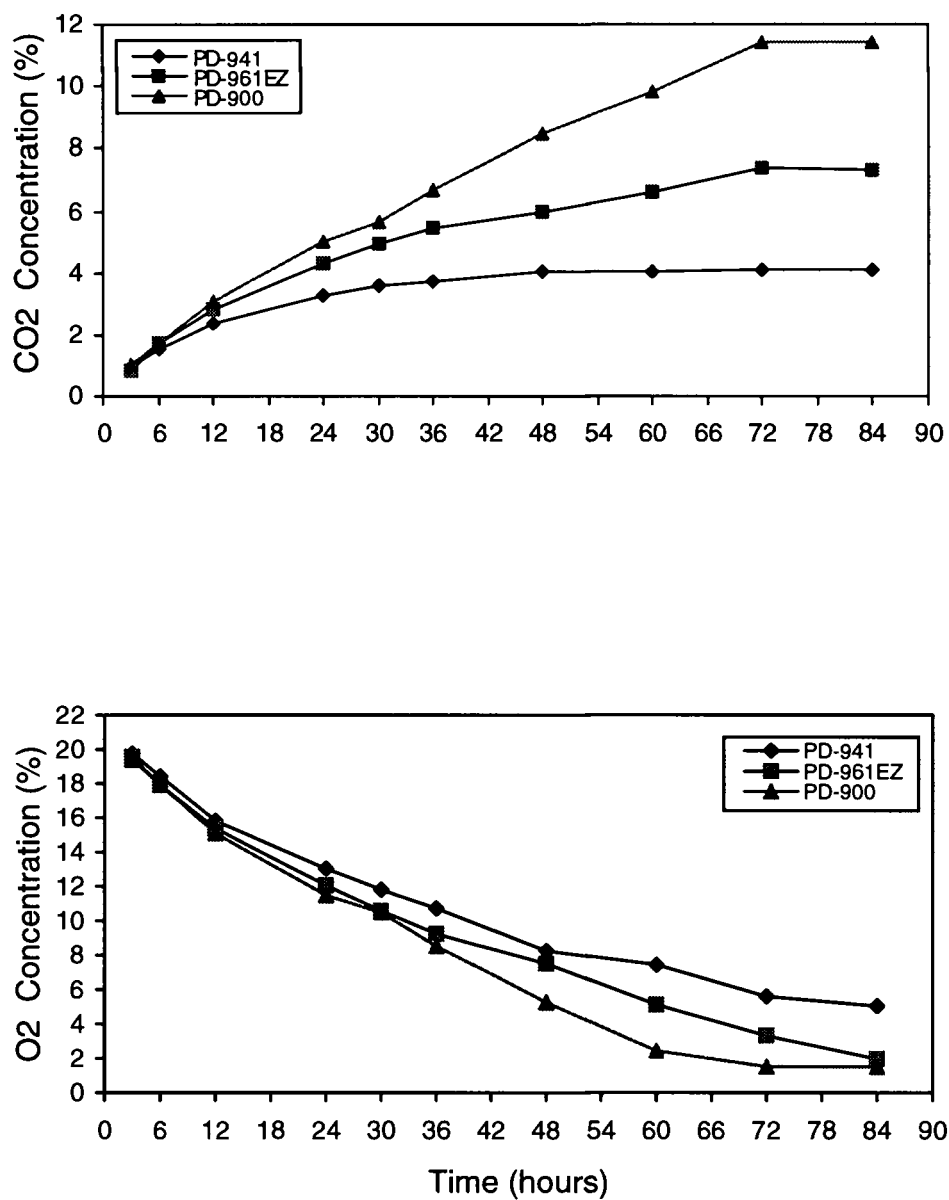 CO2 Concentration (%)
12
10
8
6
4
2
0
PD-941
PD-961EZ
PD-900
0 6 12 18 24 30 36 42 48 54 60 66 72 78 84 90
O2 Concentration (%)
22
20
18
16
14
12
10
8
6
4
2
0
PD-941
PD-961EZ
PD-900
0 6 12 18 24 30 36 42 48 54 60 66 72 78 84 90
Time (hours)